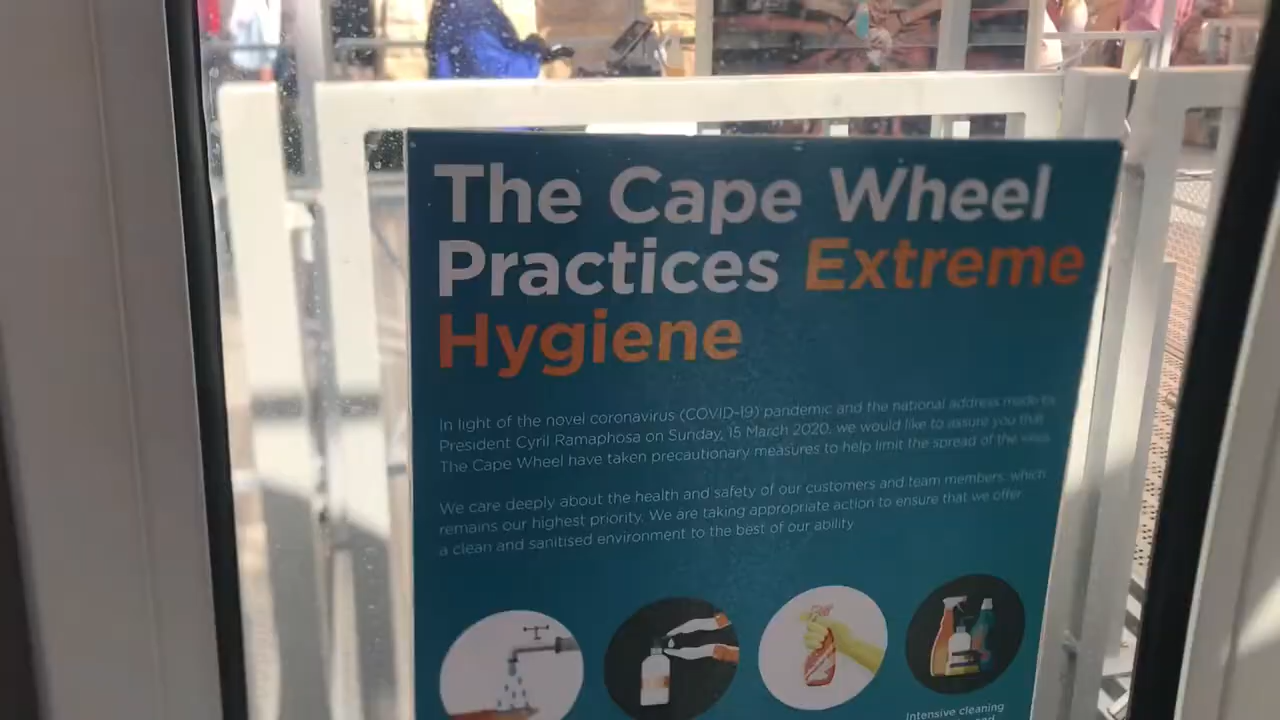 The Cape Wheel
Practices Extreme
Hygiene
In light of the novel coronavirus (COVID-19) pandemic and the national address made by
President Cyril Ramaphosa on Sunday, 15 March 2020, we would like to assure you that
The Cape Wheel have taken precautionary measures to help limit the spread of the
We care deeply about the health and safety of our customers and team members, which
remains our highest priority. We are taking appropriate action to ensure that we offer
a clean and sanitised environment to the best of our ability
Intensive cleaning